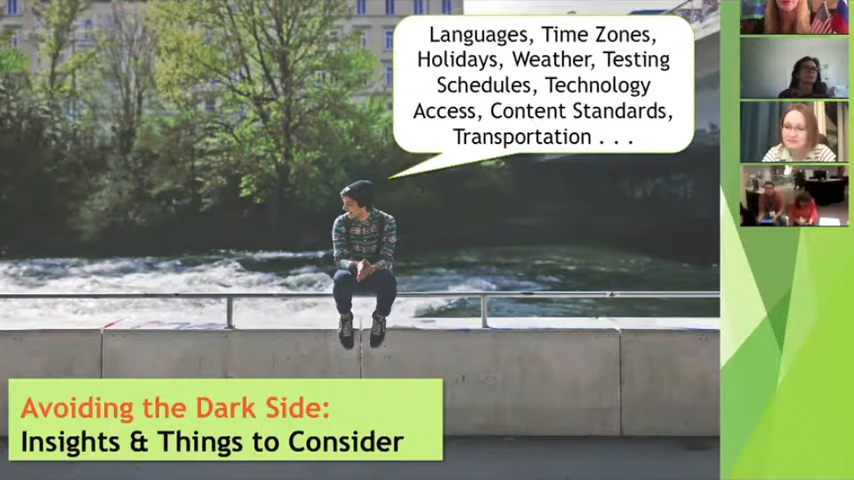 Languages, Time Zones,
Holidays, Weather, Testing
Schedules, Technology
Access, Content Standards,
Transportation . . .
Avoiding the Dark Side:
Insights & Things to Consider